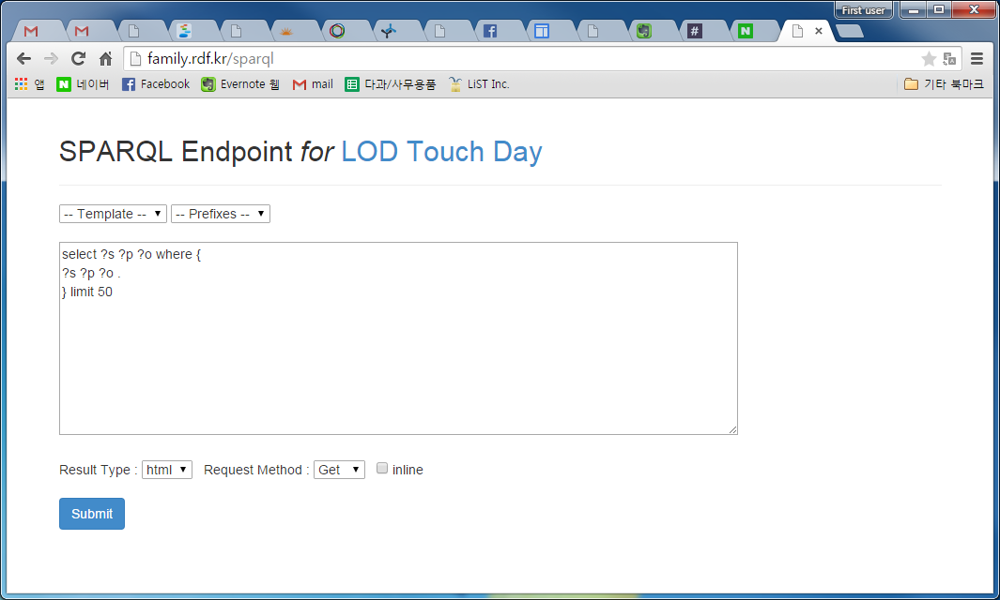 First user
family.rdf.kr/sparql
앱 네이버 Facebook Evernote 웹 mail 다과/사무용품 LiST Inc. 기타 북마크
SPARQL Endpoint for LOD Touch Day
-- Template -- -- Prefixes --
select ?s ?p ?o where {
?s ?p ?o .
} limit 50
Result Type : html Request Method : Get inline
Submit